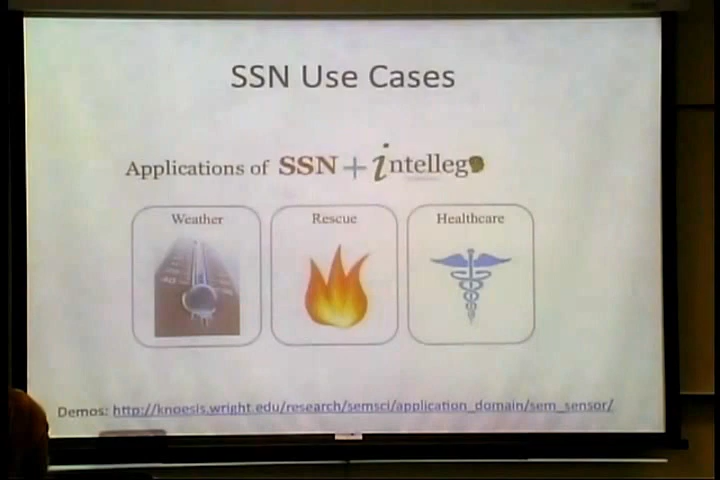 SSN Use Cases
Applications of SSN + intellego
Weather
Rescue
Healthcare
Demos: http://knoesis.wright.edu/research/semsci/application_domain/sem_sensor/